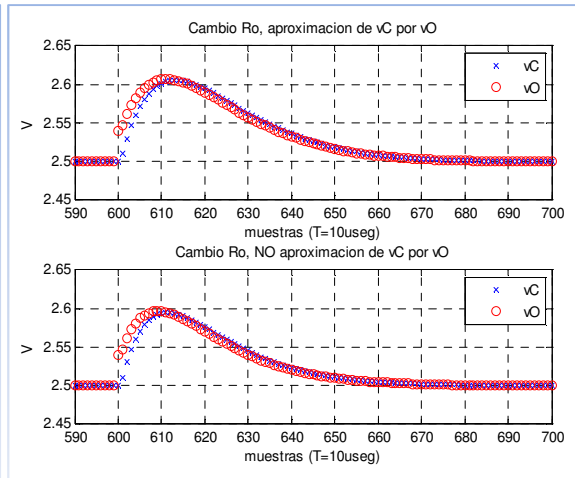 Cambio Ro, aproximacion de vC por vO
2.65
2.6
2.55
2.5
2.45
V
vC
vO
590 600 610 620 630 640 650 660 670 680 690 700
muestras (T=10useg)
Cambio Ro, NO aproximacion de vC por vO
2.65
2.6
2.55
2.5
2.45
V
vC
vO
590 600 610 620 630 640 650 660 670 680 690 700
muestras (T=10useg)